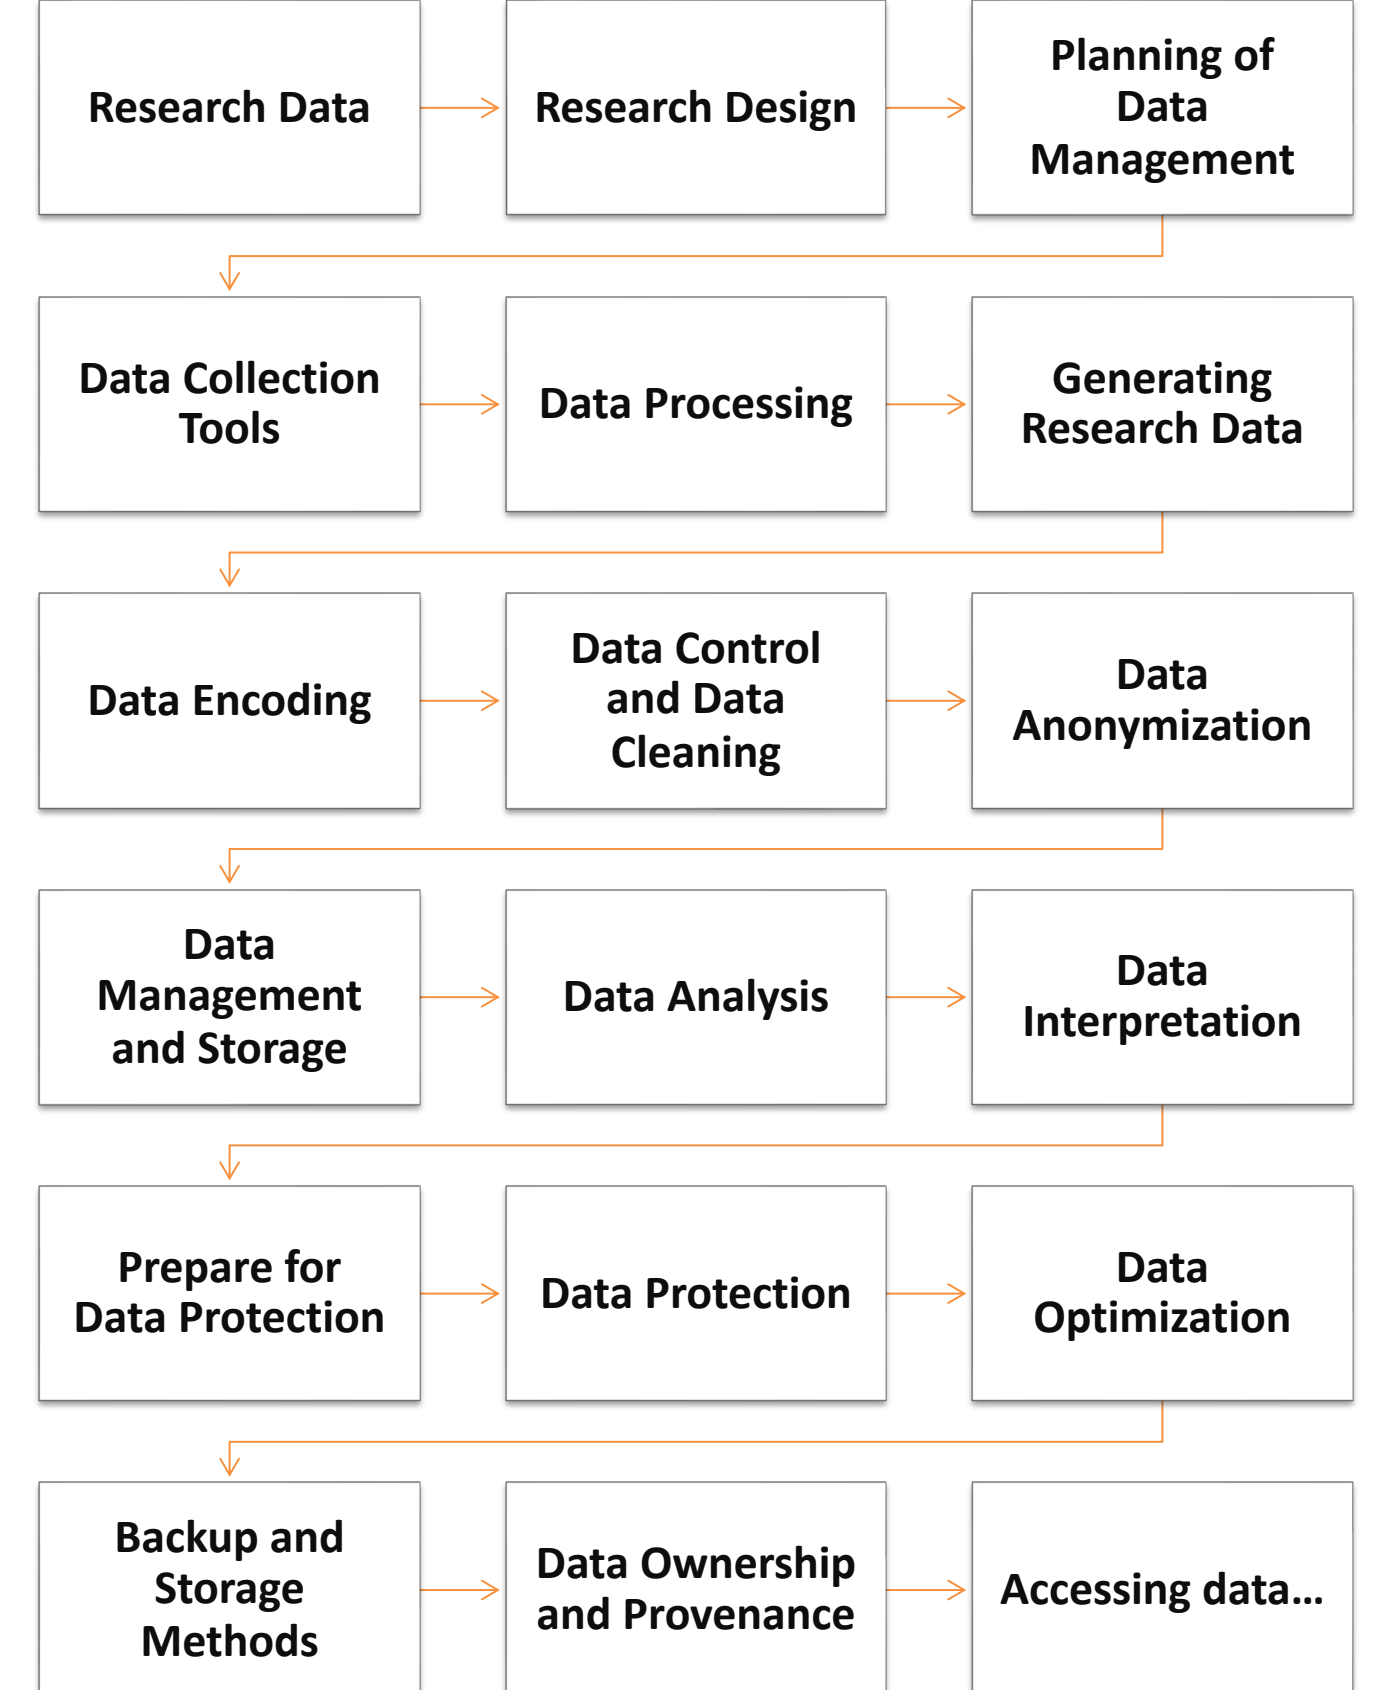 Research Data
Research Design
Planning of
Data
Management
Data Collection
Tools
Data Processing
Generating
Research Data
Data Encoding
Data Control
and Data
Cleaning
Data
Anonymization
Data
Management
and Storage
Data Analysis
Data
Interpretation
Prepare for
Data Protection
Data Protection
Data
Optimization
Backup and
Storage
Methods
Data Ownership
and Provenance
Accessing data...